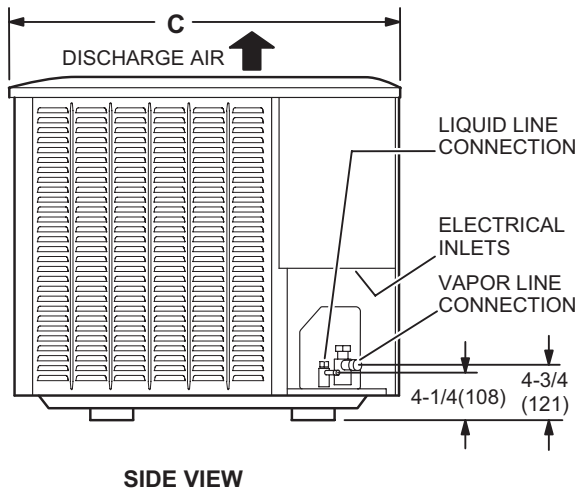 C
DISCHARGE AIR
LIQUID LINE
CONNECTION
ELECTRICAL
INLETS
VAPOR LINE
CONNECTION
4-1/4(108)
4-3/4
(121)
SIDE VIEW